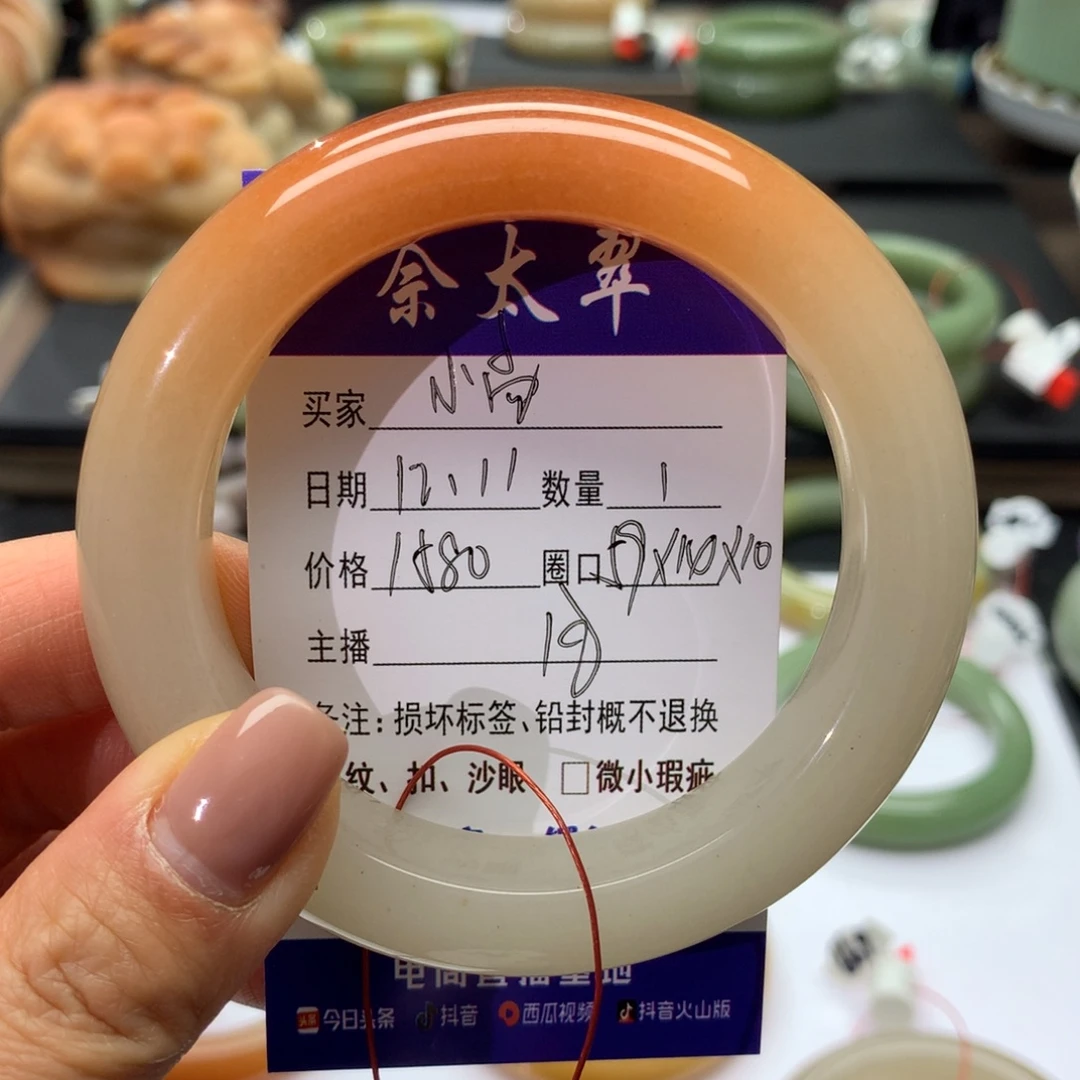 佘太翠
买家 小高
日期 12、11 数量 1
价格 1580 圈口 59x10x10
主播
备注：损坏标签、铅封概不退换
纹、扣、沙眼 □微小瑕疵
电商直播基地
今日头条 抖音 西瓜视频 抖音火山版